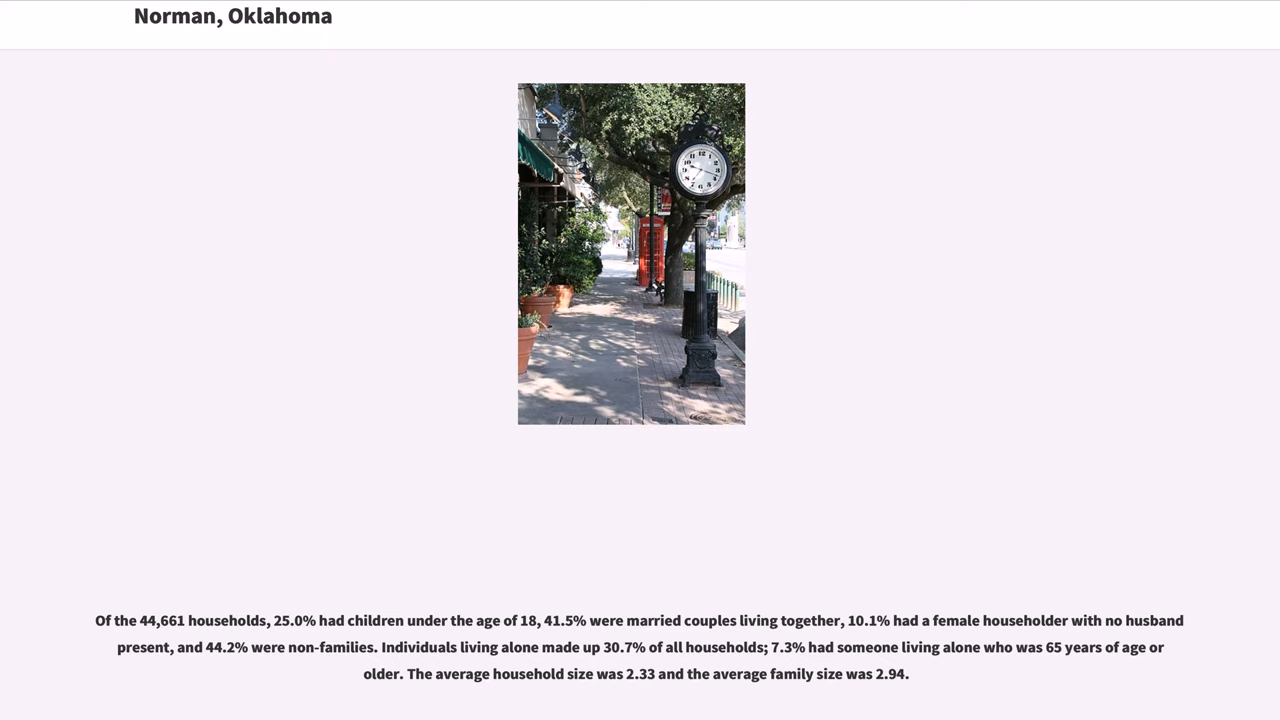 Norman, Oklahoma
Of the 44,661 households, 25.0% had children under the age of 18, 41.5% were married couples living together, 10.1% had a female householder with no husband
present, and 44.2% were non-families. Individuals living alone made up 30.7% of all households; 7.3% had someone living alone who was 65 years of age or
older. The average household size was 2.33 and the average family size was 2.94.